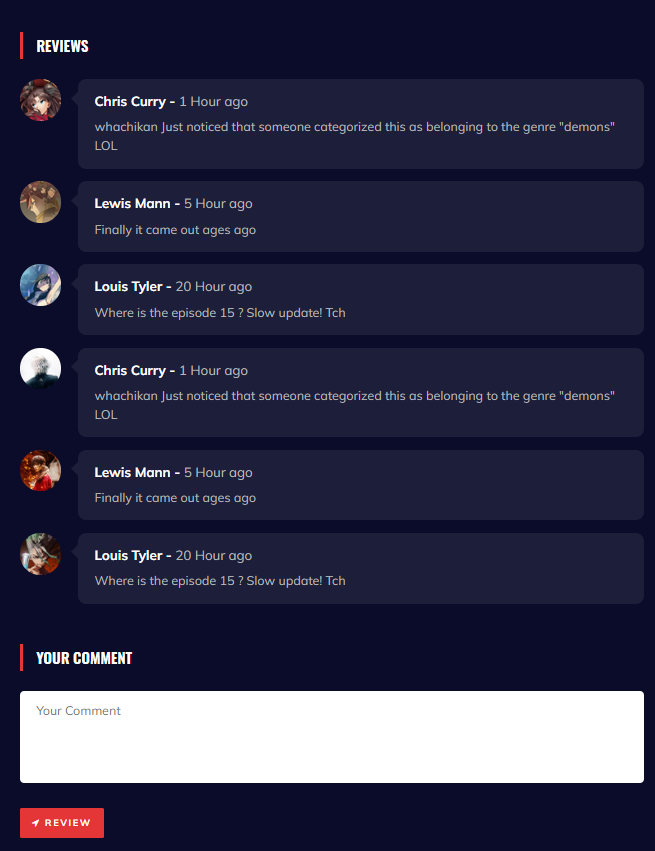 REVIEWS
Chris Curry - 1 Hour ago
whachikan Just noticed that someone categorized this as belonging to the genre "demons"
LOL
Lewis Mann - 5 Hour ago
Finally it came out ages ago
Louis Tyler - 20 Hour ago
Where is the episode 15 ? Slow update! Tch
Chris Curry - 1 Hour ago
whachikan Just noticed that someone categorized this as belonging to the genre "demons"
LOL
Lewis Mann - 5 Hour ago
Finally it came out ages ago
Louis Tyler - 20 Hour ago
Where is the episode 15 ? Slow update! Tch
YOUR COMMENT
Your Comment
REVIEW